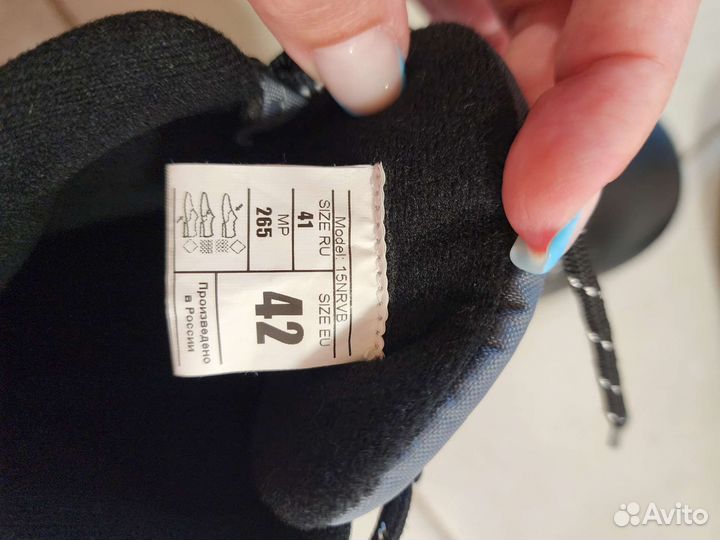 Model: 15NRVB
SIZE RU
41
MP
265
SIZE EU
42
Произведено
в России
Avito